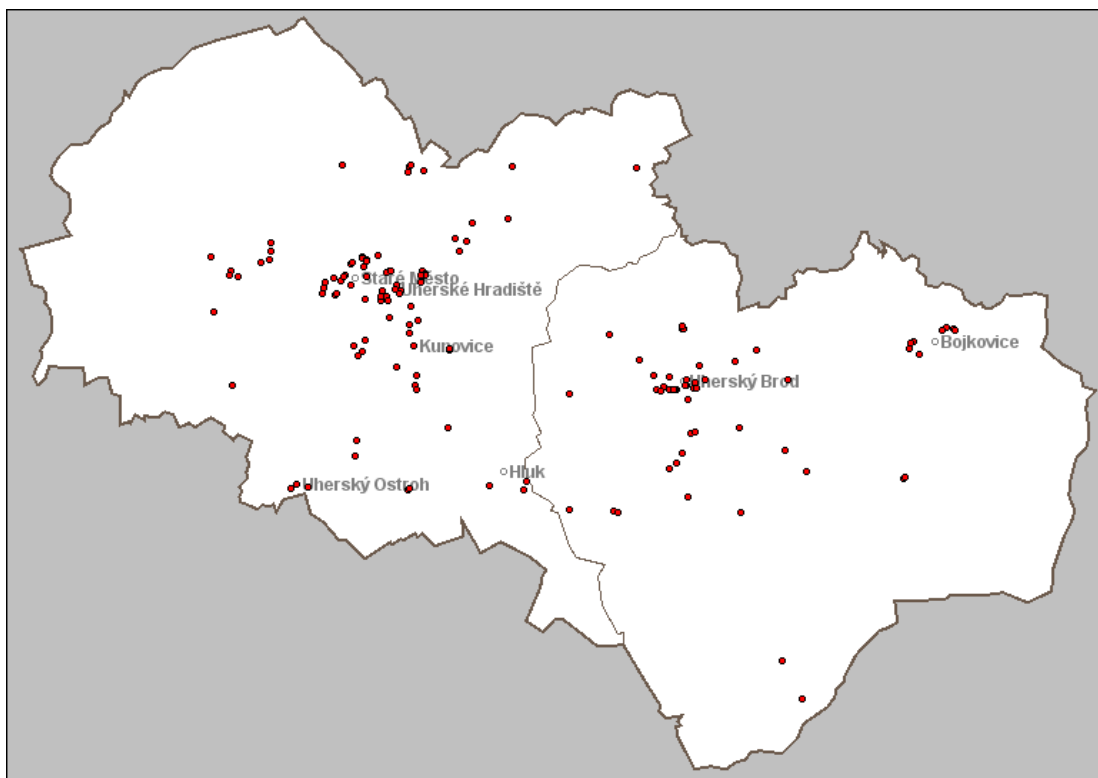 Staré Město
Uherské Hradiště
Kunovice
Bojkovice
Uherský Brod
Hluk
Uherský Ostroh